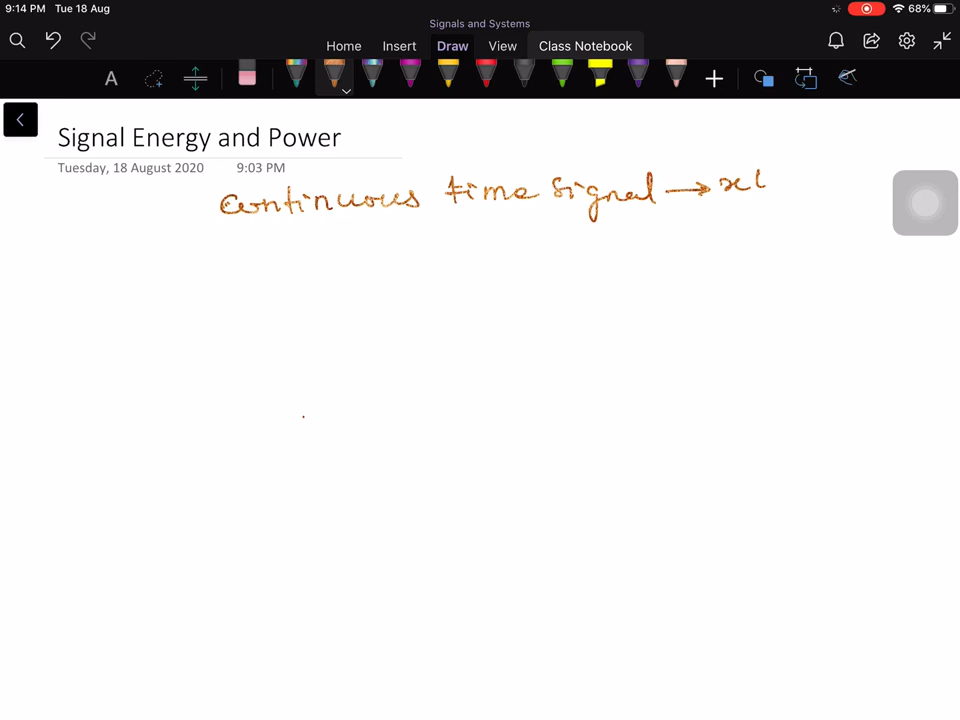 9:14 PM Tue 18 Aug
68%
Signals and Systems
Home Insert Draw View Class Notebook
A
Signal Energy and Power
Tuesday, 18 August 2020 9:03 PM
continuous time signal → x(